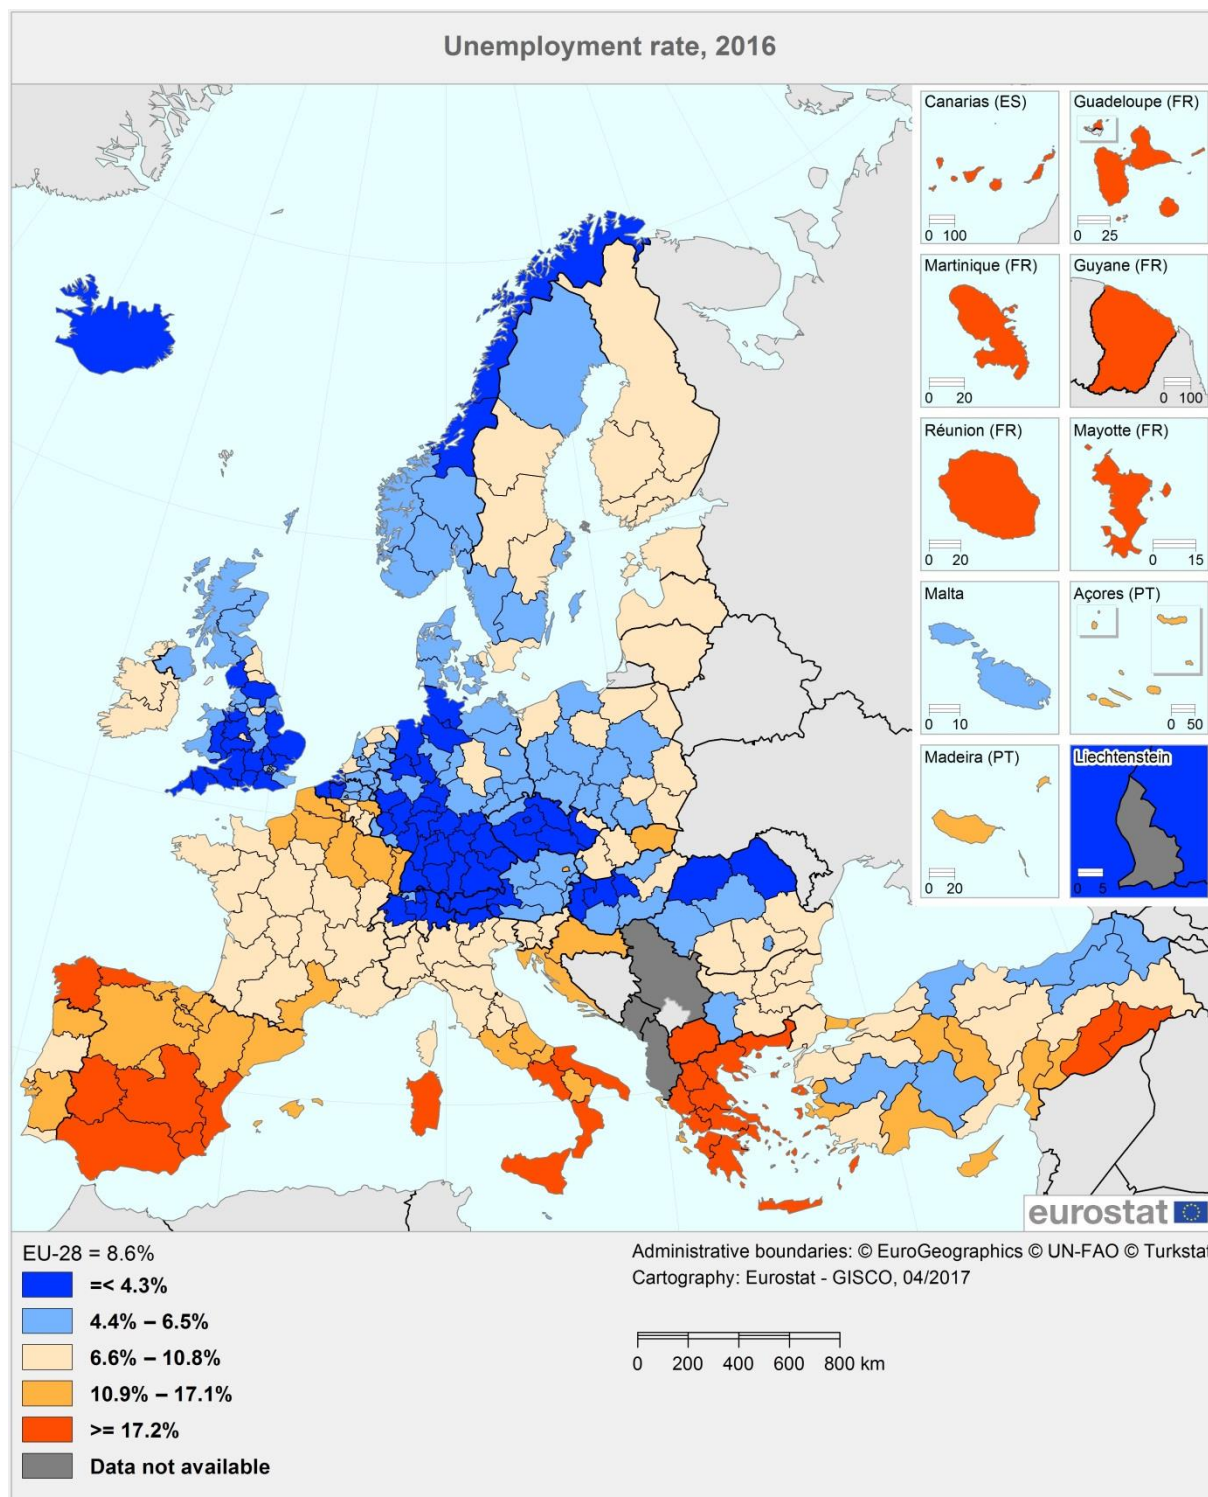 Unemployment rate, 2016
Canarias (ES)
0 100
Guadeloupe (FR)
0 25
Martinique (FR)
0 20
Guyane (FR)
0 100
Réunion (FR)
0 20
Mayotte (FR)
0 15
Malta
0 10
Açores (PT)
0 50
Madeira (PT)
0 20
Liechtenstein
0 5
eurostat
EU-28 = 8.6%
=< 4.3%
4.4% – 6.5%
6.6% – 10.8%
10.9% – 17.1%
>= 17.2%
Data not available
Administrative boundaries: © EuroGeographics © UN-FAO © Turkstat
Cartography: Eurostat - GISCO, 04/2017
0 200 400 600 800 km